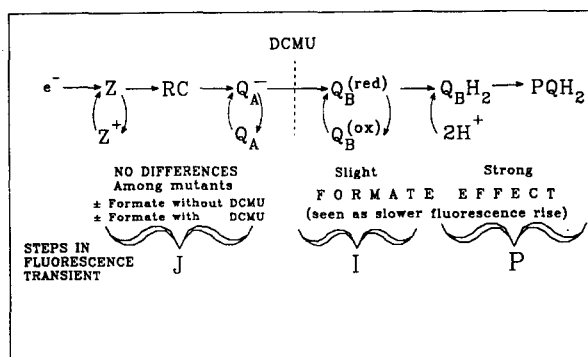 DCMU
e⁻ Z RC Q_A⁻ Q_B(red) Q_BH₂ PQH₂
Z⁺ Q_A Q_B(ox) 2H⁺
NO DIFFERENCES
Among mutants
± Formate without DCMU
± Formate with DCMU
Slight Strong
FORMATE EFFECT
(seen as slower fluorescence rise)
STEPS IN
FLUORESCENCE
TRANSIENT
J I P